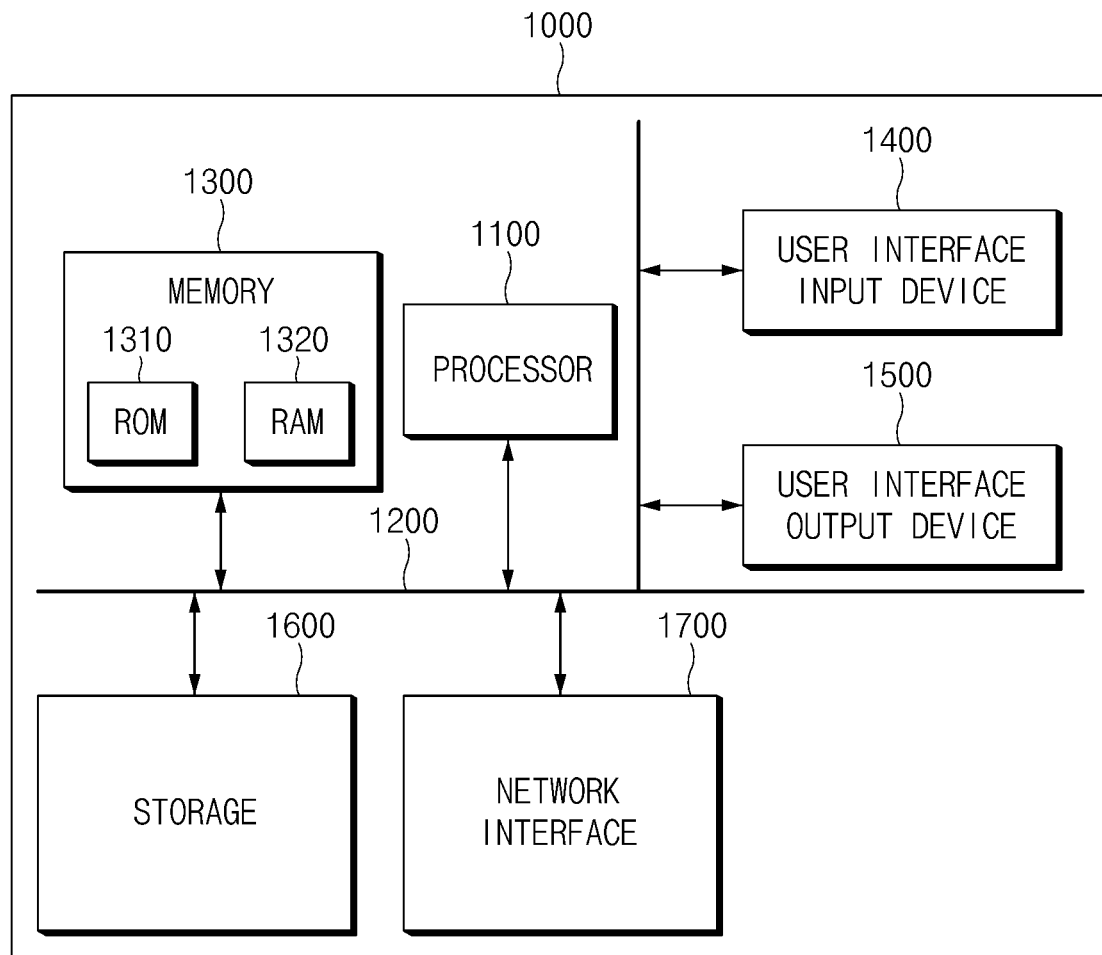 1000
1300
MEMORY
1310
ROM
1320
RAM
1100
PROCESSOR
1400
USER INTERFACE
INPUT DEVICE
1500
USER INTERFACE
OUTPUT DEVICE
1200
1600
STORAGE
1700
NETWORK
INTERFACE